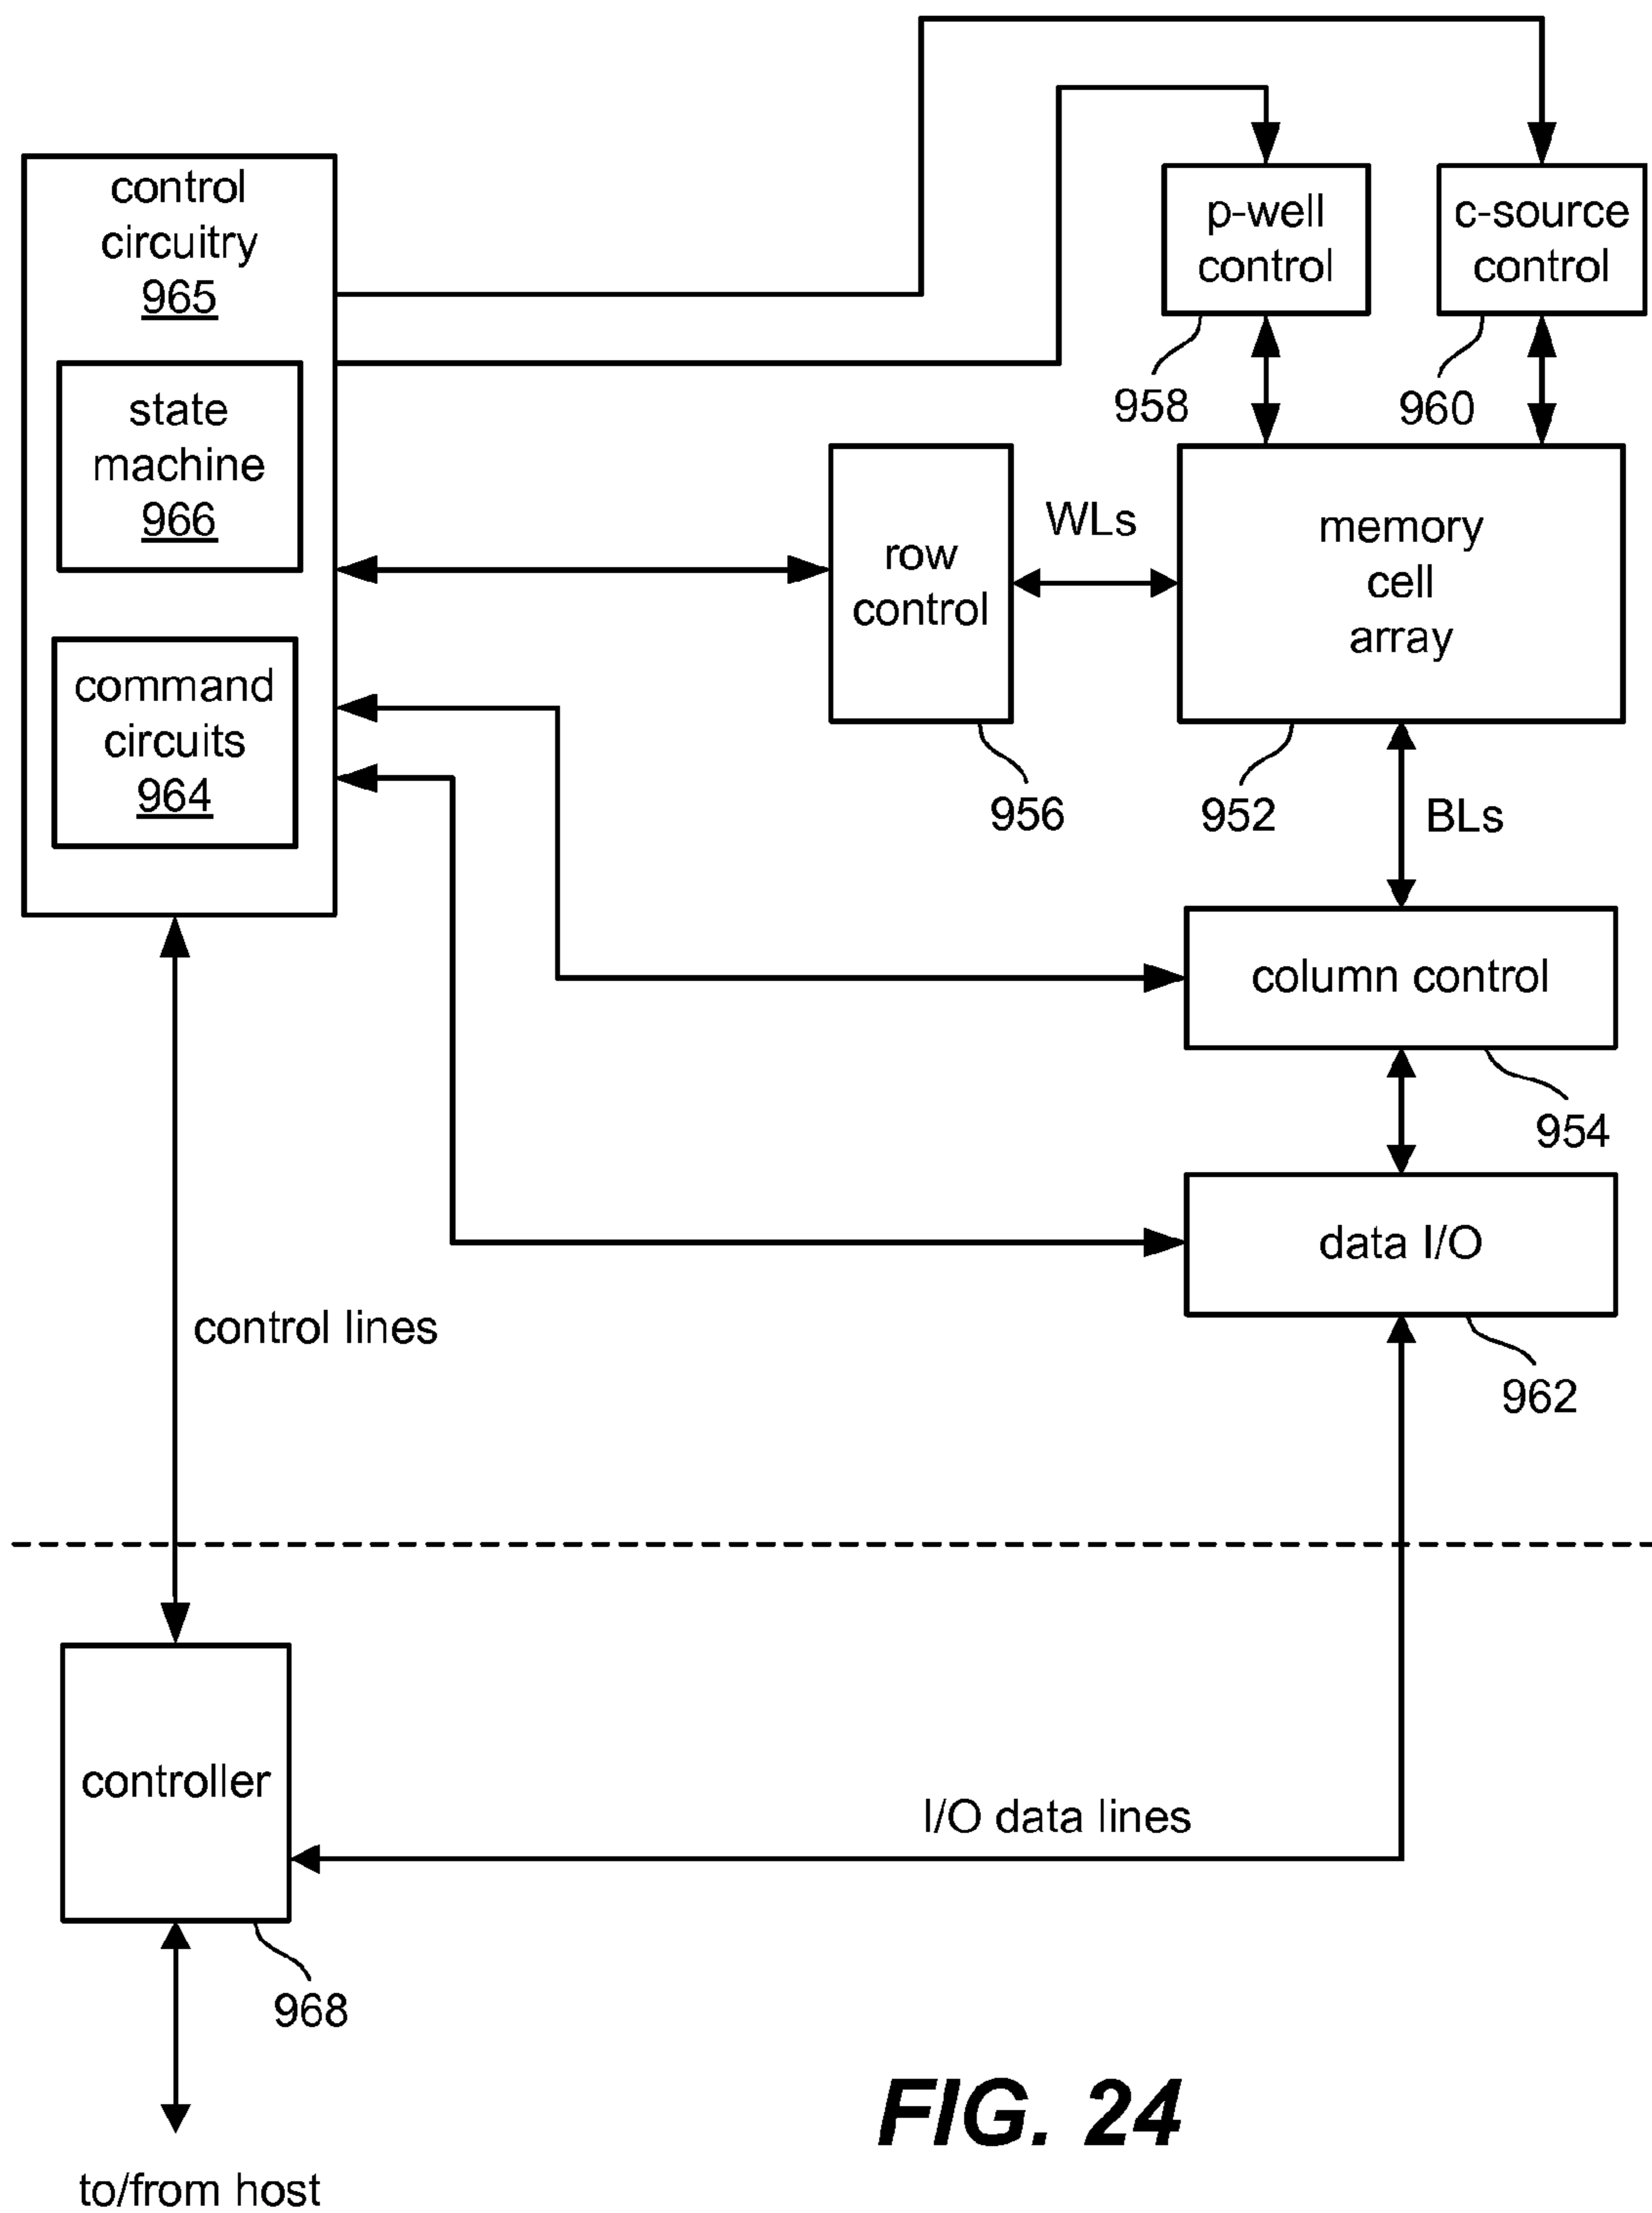 control
circuitry
965
state
machine
966
command
circuits
964
p-well
control
958
c-source
control
960
row
control
956
WLs
memory
cell
array
952
BLs
column control
954
data I/O
962
control lines
controller
968
I/O data lines
to/from host
FIG. 24